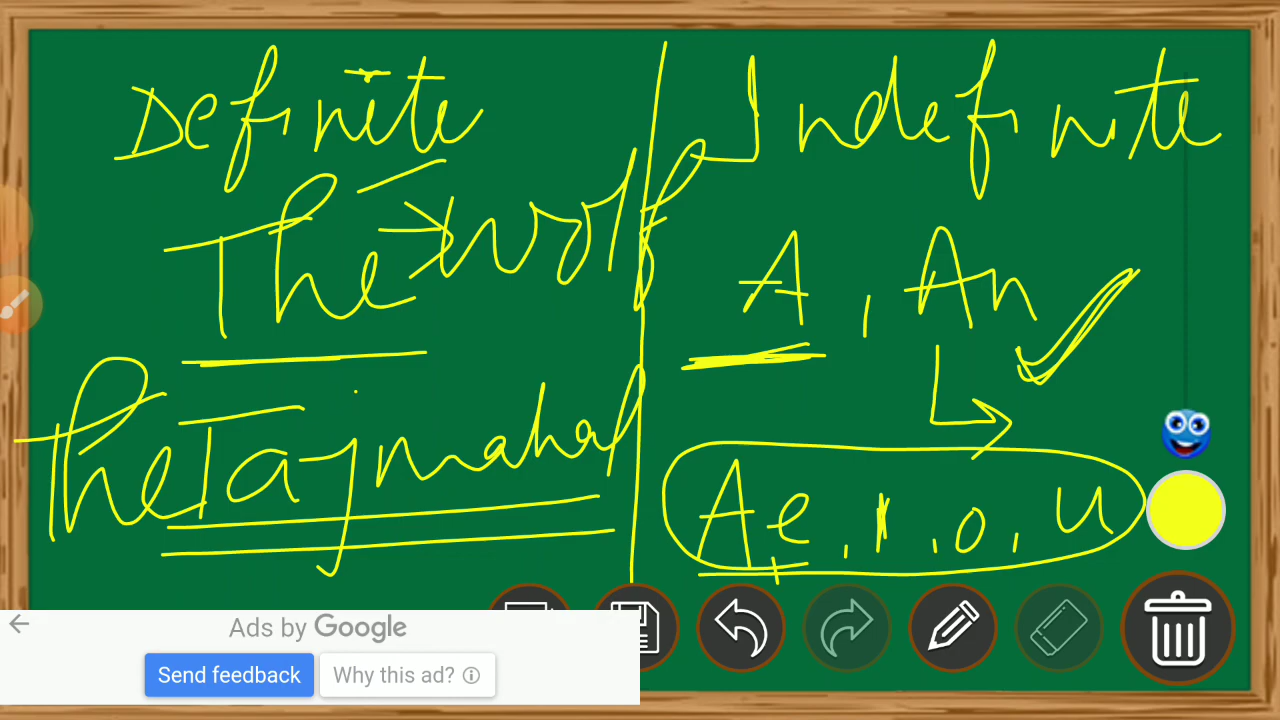 Definite
The → Wolf
The Tajmahal
Indefinite
A, An
A, e, i, o, u
Ads by Google
Send feedback
Why this ad?